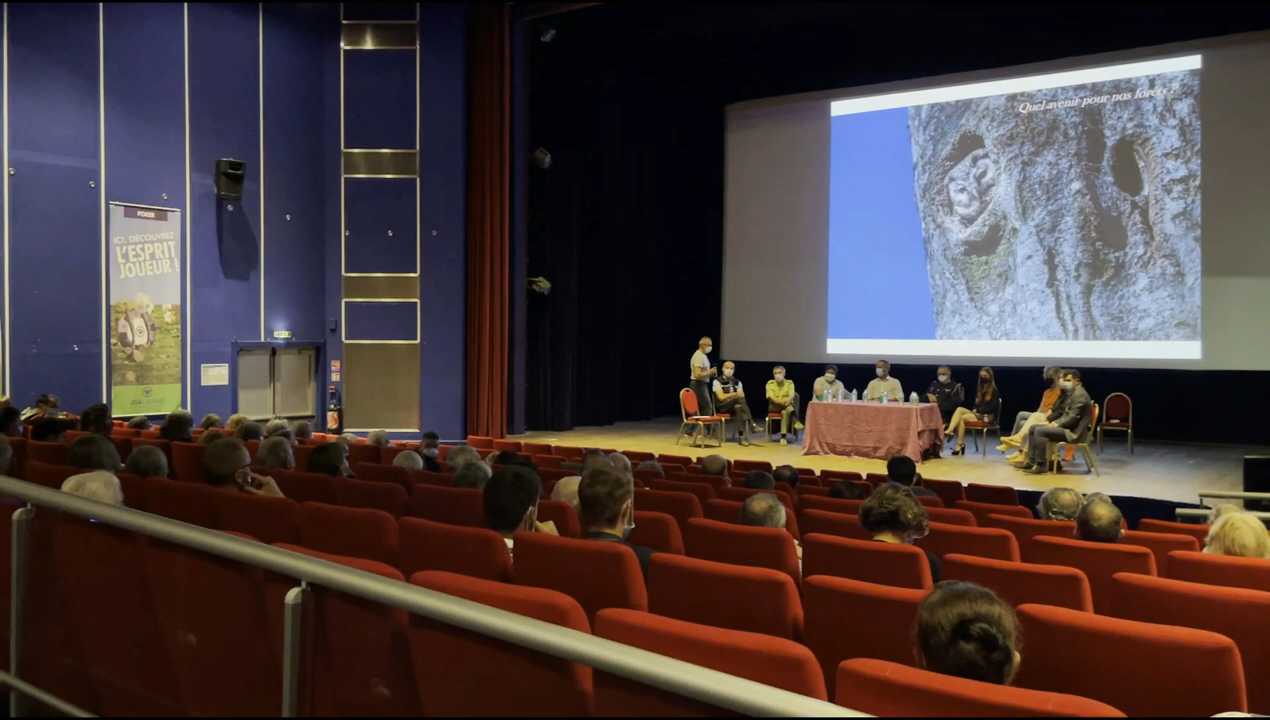 POKER
ICI, DÉCOUVREZ
L'ESPRIT
JOUEUR !
Quel avenir pour nos forêts ?